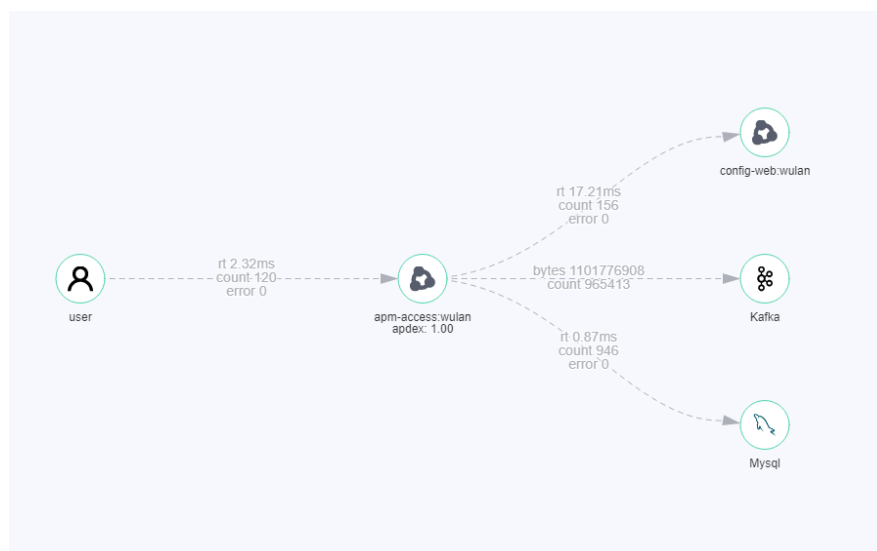 config-web:wulan
rt 17.21ms
count 156
error 0
rt 2.32ms
count 120
error 0
bytes 1101776908
count 965413
user
apm-access:wulan
apdex: 1.00
Kafka
rt 0.87ms
count 946
error 0
Mysql